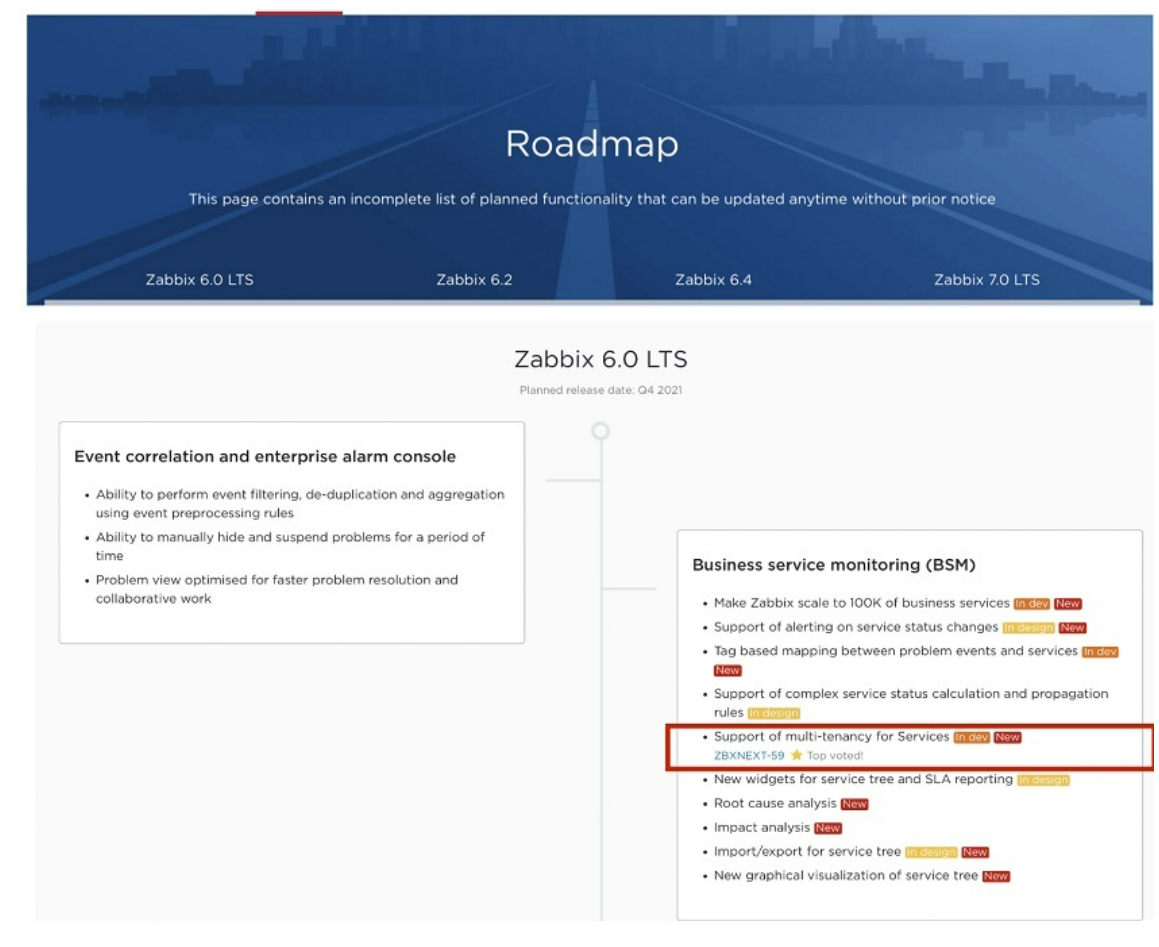 Roadmap
This page contains an incomplete list of planned functionality that can be updated anytime without prior notice
Zabbix 6.0 LTS
Zabbix 6.2
Zabbix 6.4
Zabbix 7.0 LTS
Zabbix 6.0 LTS
Planned release date: Q4 2021
Event correlation and enterprise alarm console
• Ability to perform event filtering, de-duplication and aggregation
using event preprocessing rules
• Ability to manually hide and suspend problems for a period of
time
• Problem view optimised for faster problem resolution and
collaborative work
Business service monitoring (BSM)
• Make Zabbix scale to 100K of business services In dev New
• Support of alerting on service status changes In design New
• Tag based mapping between problem events and services In dev
New
• Support of complex service status calculation and propagation
rules In design
• Support of multi-tenancy for Services In dev New
ZBXNEXT-59 ⭐ Top voted!
• New widgets for service tree and SLA reporting In design
• Root cause analysis New
• Impact analysis New
• Import/export for service tree In design New
• New graphical visualization of service tree New